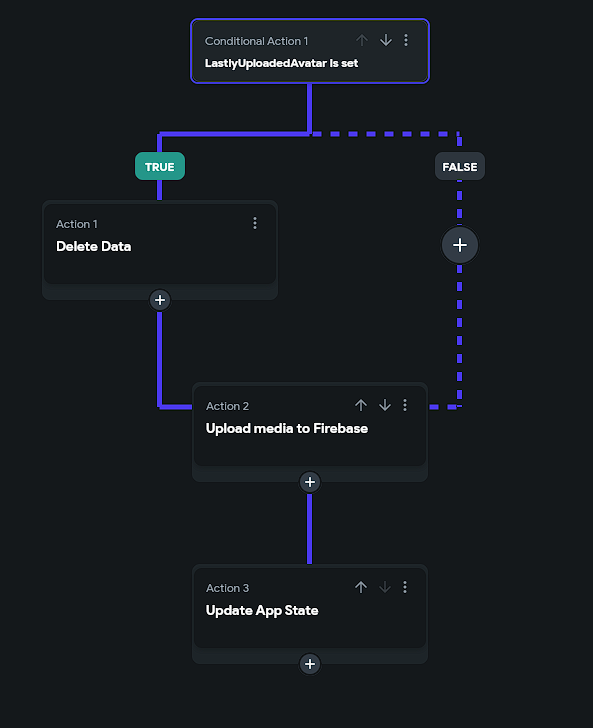 Conditional Action 1
LastlyUploadedAvatar Is set
TRUE
FALSE
Action 1
Delete Data
Action 2
Upload media to Firebase
Action 3
Update App State